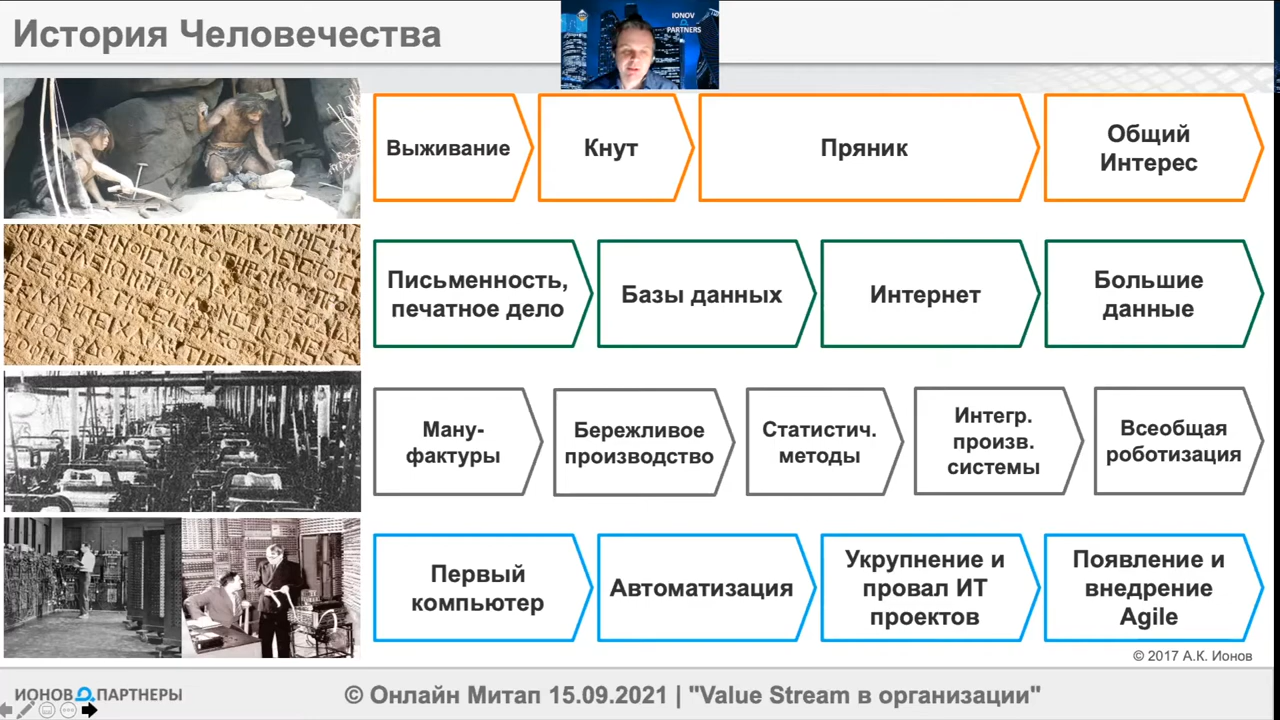 История Человечества
IONOV
PARTNERS
Выживание
Кнут
Пряник
Общий
Интерес
Письменность,
печатное дело
Базы данных
Интернет
Большие
данные
Ману-
фактуры
Бережливое
производство
Статистич.
методы
Интегр.
произв.
системы
Всеобщая
роботизация
Первый
компьютер
Автоматизация
Укрупнение и
провал ИТ
проектов
Появление и
внедрение
Agile
© 2017 А.К. Ионов
ИОНОВ ПАРТНЕРЫ
© Онлайн Митап 15.09.2021 | "Value Stream в организации"